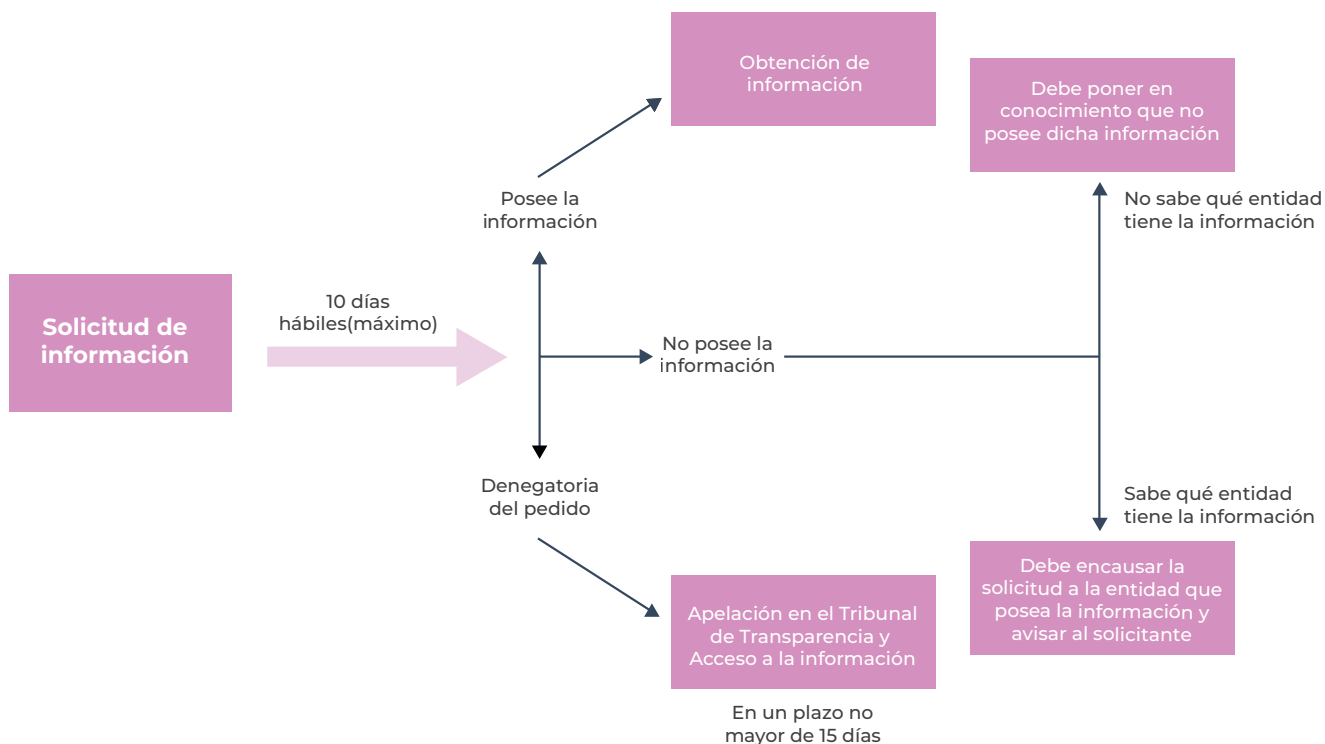 Solicitud de
información
10 días
hábiles(máximo)
Posee la
información
Obtención de
información
No posee la
información
No sabe qué entidad
tiene la información
Debe poner en
conocimiento que no
posee dicha información
Sabe qué entidad
tiene la información
Debe encausar la
solicitud a la entidad que
posea la información y
avisar al solicitante
Denegatoria
del pedido
Apelación en el Tribunal
de Transparencia y
Acceso a la información
En un plazo no
mayor de 15 días